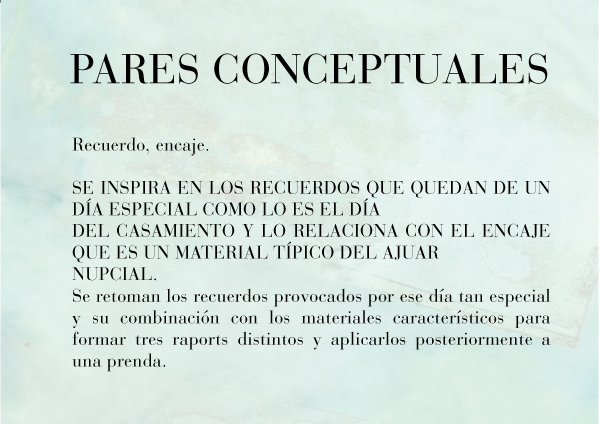 PARES CONCEPTUALES
Recuerdo, encaje.
SE INSPIRA EN LOS RECUERDOS QUE QUEDAN DE UN
DÍA ESPECIAL COMO LO ES EL DÍA
DEL CASAMIENTO Y LO RELACIONA CON EL ENCAJE
QUE ES UN MATERIAL TÍPICO DEL AJUAR
NUPCIAL.
Se retoman los recuerdos provocados por ese día tan especial
y su combinación con los materiales característicos para
formar tres raports distintos y aplicarlos posteriormente a
una prenda.